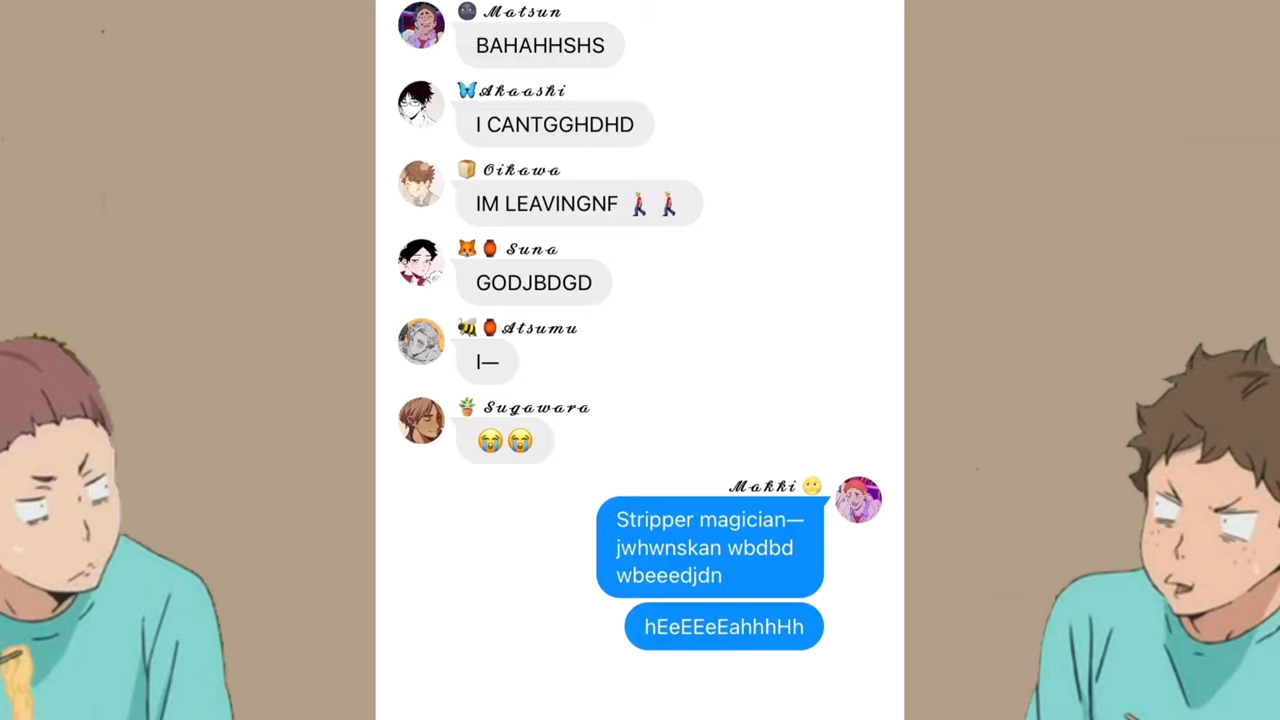 🌚 Matsun
BAHAHHSHS
🦋Akaashi
I CANTGGHDHD
🍞 Oikawa
IM LEAVINGNF 🚶 🚶
🦊🏮 Suna
GODJBDGD
🐝🏮Atsumu
I—
🪴 Sugawara
😭😭
Makki 🌝
Stripper magician—
jwhwnskan wbdbd
wbeeedjdn
hEeEEeEahhhHh